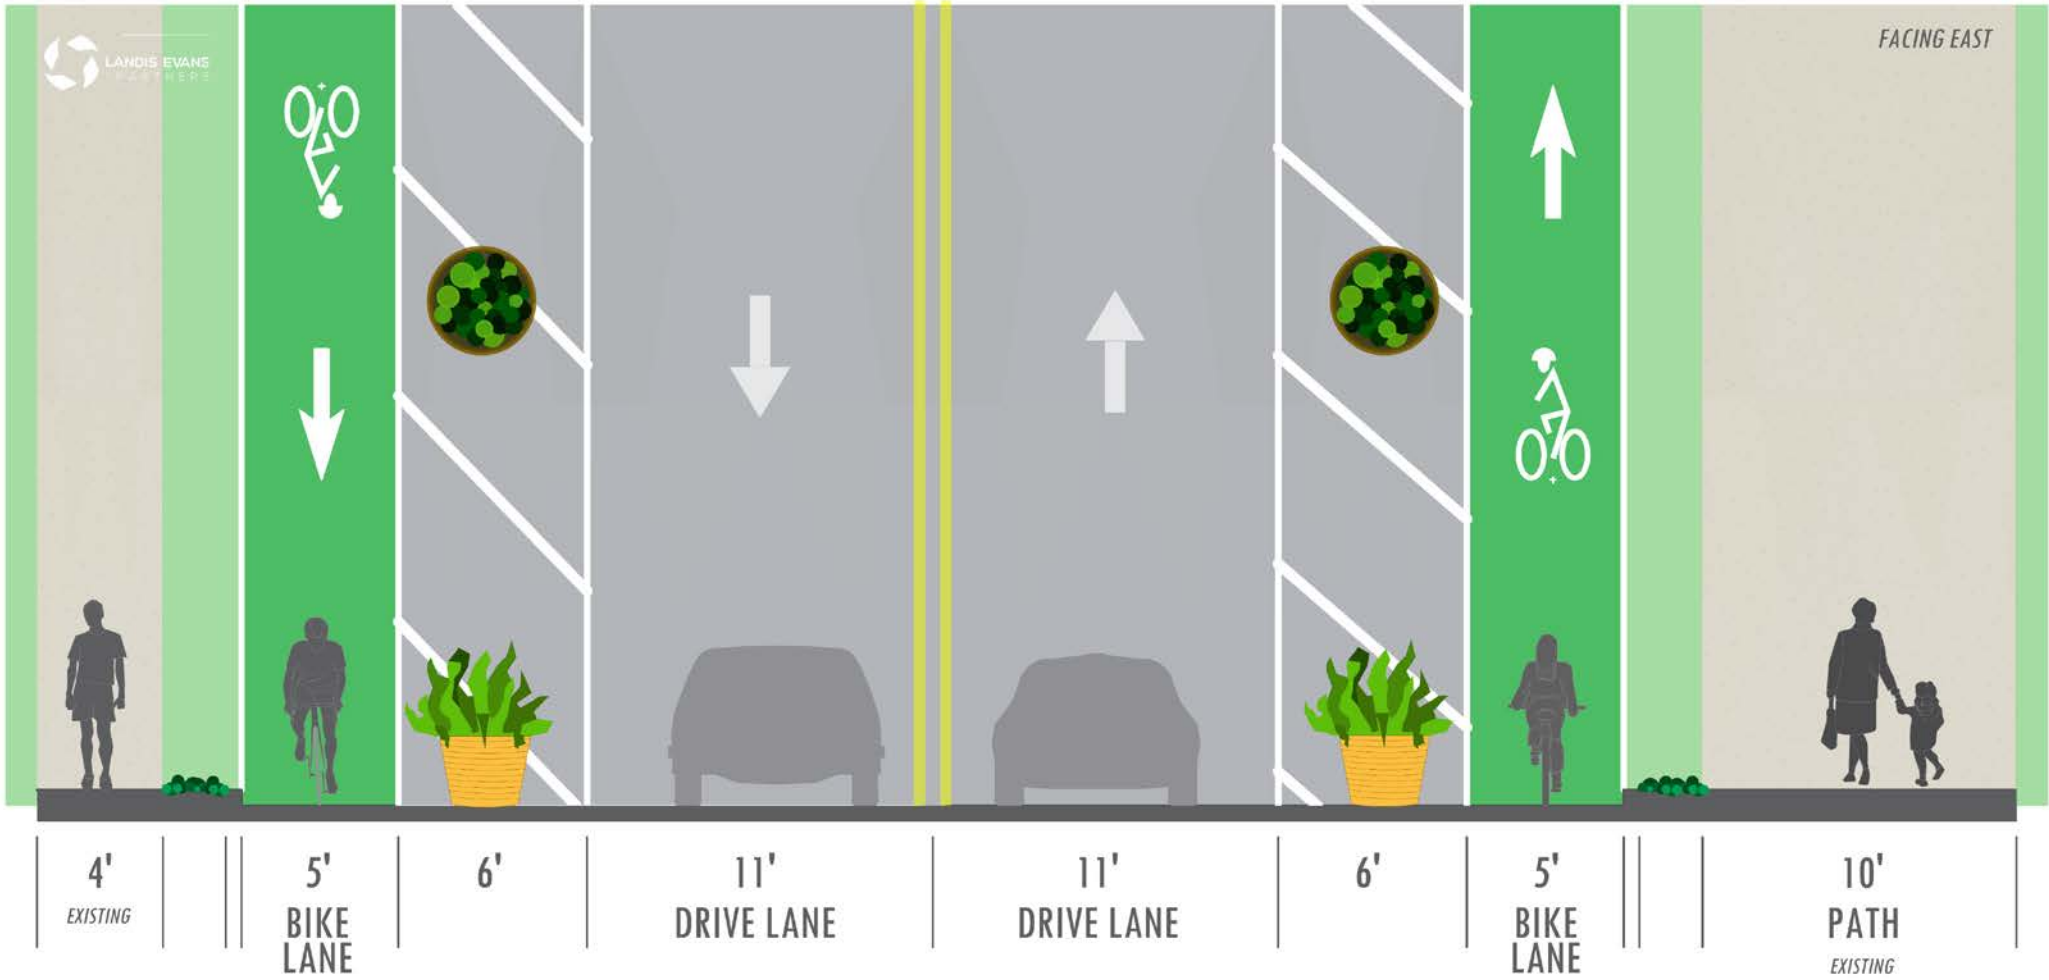 LANDIS EVANS
PARTNERS
FACING EAST
4'
EXISTING
5'
BIKE
LANE
6'
11'
DRIVE LANE
11'
DRIVE LANE
6'
5'
BIKE
LANE
10'
PATH
EXISTING